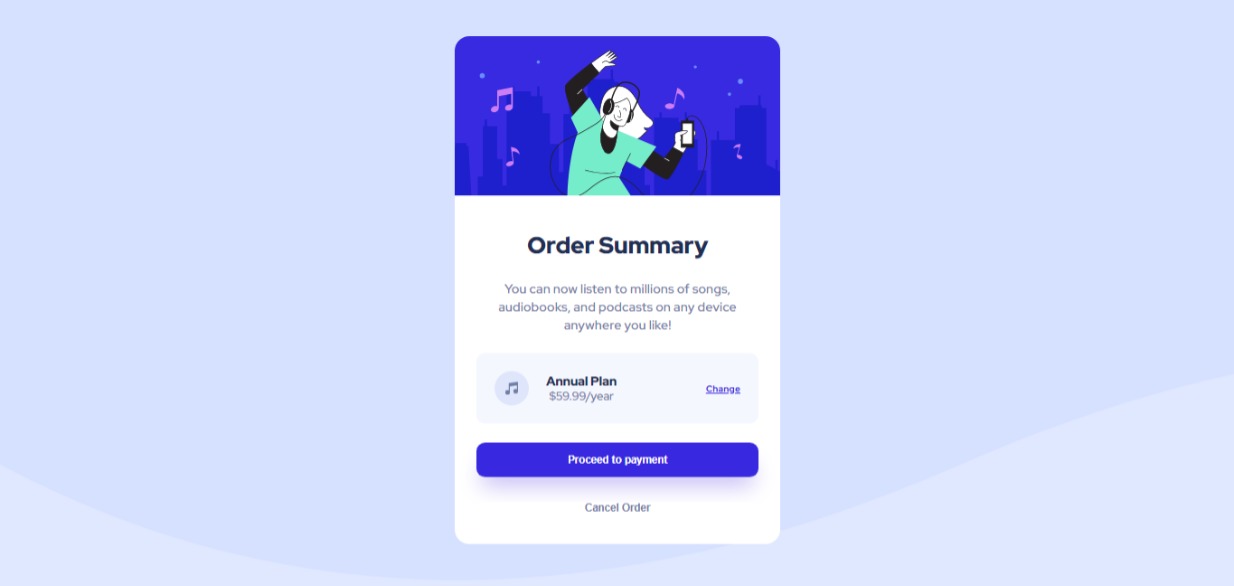 Order Summary
You can now listen to millions of songs,
audiobooks, and podcasts on any device
anywhere you like!
Annual Plan
$59.99/year
Change
Proceed to payment
Cancel Order